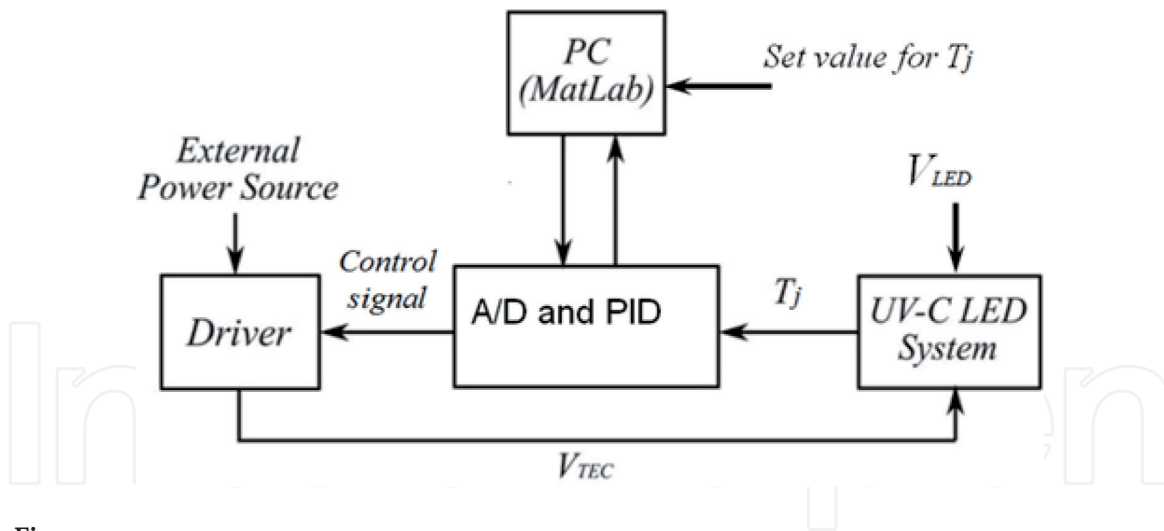 PC
(MatLab)
Set value for Tj
External
Power Source
VLED
Control
signal
Driver
A/D and PID
Tj
UV-C LED
System
VTEC